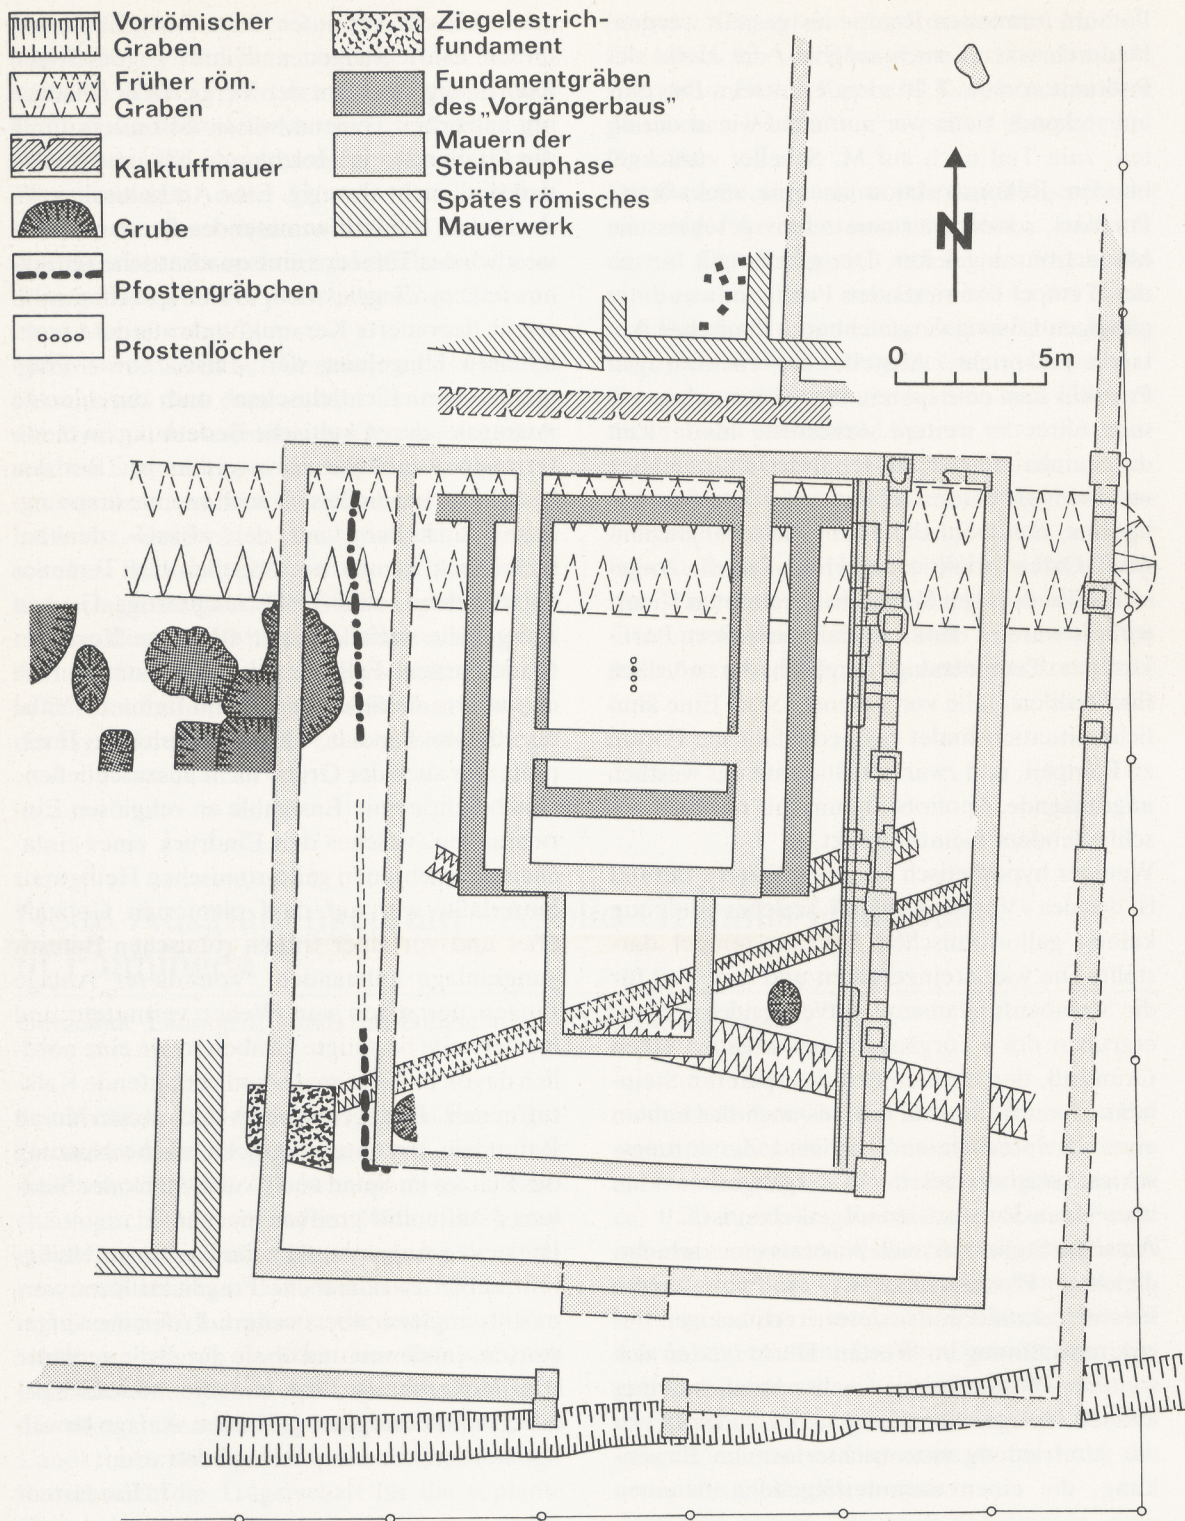 Vorrömischer
Graben
Früher röm.
Graben
Kalktuffmauer
Grube
Pfostengräbchen
Pfostenlöcher
Ziegelestrich-
fundament
Fundamentgräben
des „Vorgängerbaus”
Mauern der
Steinbauphase
Spätes römisches
Mauerwerk
N
0 5m